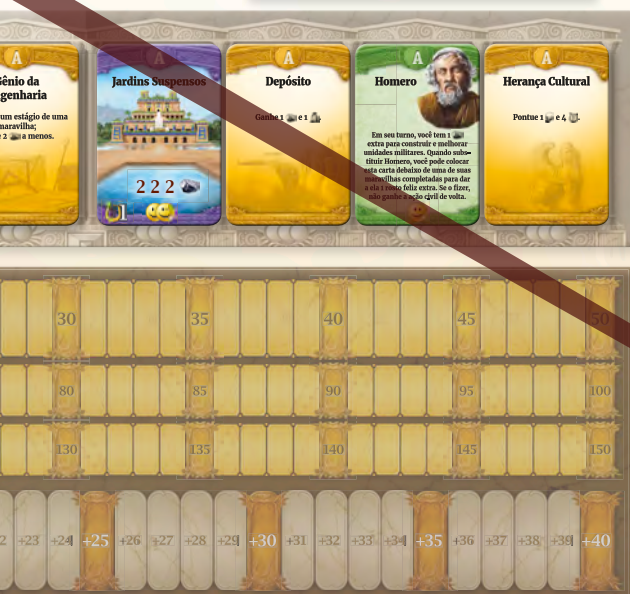 A
A
A
A
A
ênio da
genharia
um estágio de uma
maravilha;
e 2 a menos.
Jardins Suspensos
2 2 2
1
Depósito
Ganhe 1 e 1
Homero
Em seu turno, você tem 1
extra para construir e melhorar
unidades militares. Quando subs-
tituir Homero, você pode colocar
esta carta debaixo de uma de suas
maravilhas completadas para dar
a ela 1 rosto feliz extra. Se o fizer,
não ganhe a ação civil de volta.
Herança Cultural
Pontue 1 e 4
30 35 40 45 50
80 85 90 95 100
130 135 140 145 150
2 +23 +24 +25 +26 +27 +28 +29 +30 +31 +32 +33 +34 +35 +36 +37 +38 +39 +40